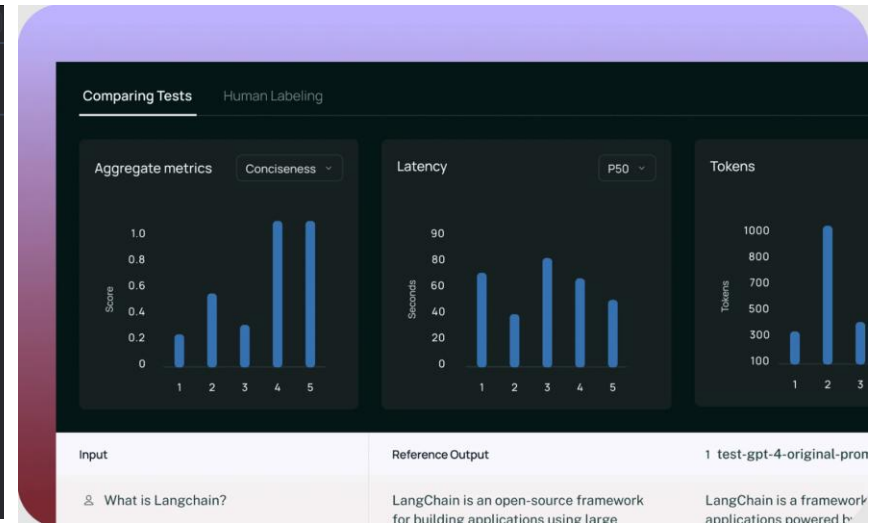 Comparing Tests Human Labeling
Aggregate metrics Conciseness
Latency P50
Tokens
1.0
0.8
0.6
0.4
0.2
0
Score
1 2 3 4 5
90
80
60
40
20
0
Seconds
1 2 3 4 5
1000
800
700
500
300
100
Tokens
1 2 3
Input Reference Output 1 test-gpt-4-original-pron
What is Langchain? LangChain is an open-source framework LangChain is a framework
for building applications using large applications powered by